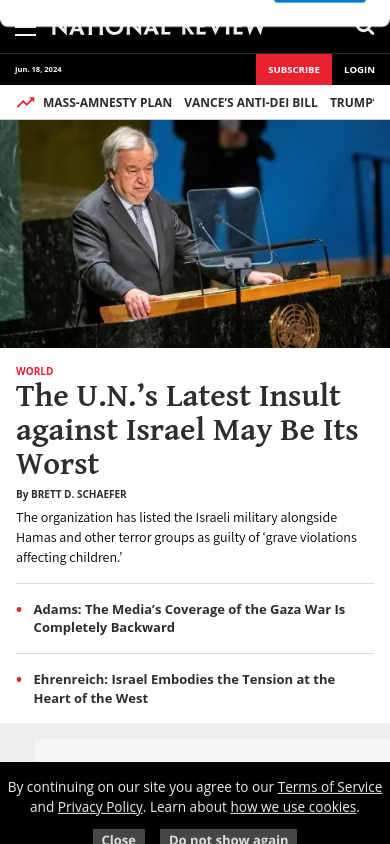 NATIONAL REVIEW
Jun. 18, 2024
SUBSCRIBE
LOGIN
MASS-AMNESTY PLAN VANCE’S ANTI-DEI BILL TRUMP’
WORLD
The U.N.’s Latest Insult
against Israel May Be Its
Worst
By BRETT D. SCHAEFER
The organization has listed the Israeli military alongside
Hamas and other terror groups as guilty of ‘grave violations
affecting children.’
Adams: The Media’s Coverage of the Gaza War Is
Completely Backward
Ehrenreich: Israel Embodies the Tension at the
Heart of the West
By continuing on our site you agree to our Terms of Service
and Privacy Policy. Learn about how we use cookies.
Close
Do not show again